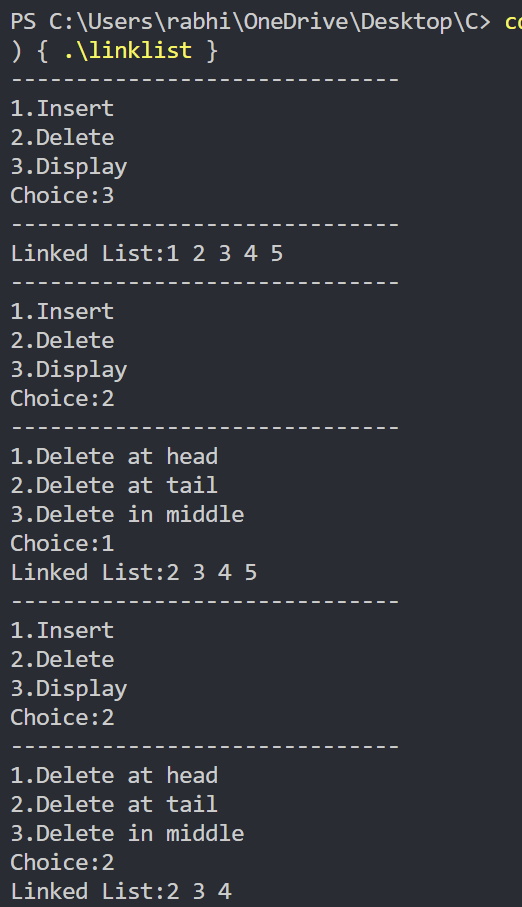 PS C:\Users\rabhi\OneDrive\Desktop\C> c
) { .\linklist }
------------------------------
1.Insert
2.Delete
3.Display
Choice:3
------------------------------
Linked List:1 2 3 4 5
------------------------------
1.Insert
2.Delete
3.Display
Choice:2
------------------------------
1.Delete at head
2.Delete at tail
3.Delete in middle
Choice:1
Linked List:2 3 4 5
------------------------------
1.Insert
2.Delete
3.Display
Choice:2
------------------------------
1.Delete at head
2.Delete at tail
3.Delete in middle
Choice:2
Linked List:2 3 4